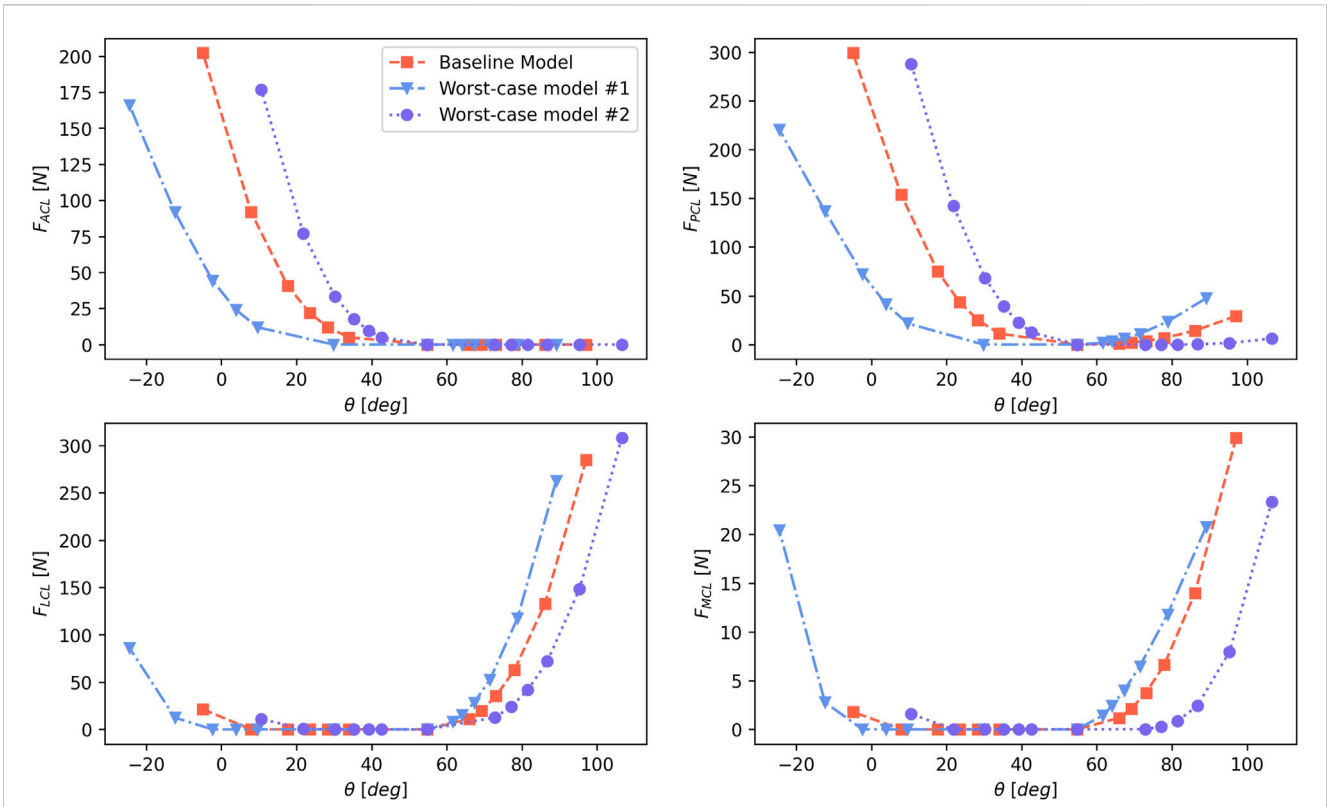 200
175
150
125
100
75
50
25
0
F_ACL [N]
−20 0 20 40 60 80 100
θ [deg]
Baseline Model
Worst-case model #1
Worst-case model #2
300
250
200
150
100
50
0
F_PCL [N]
−20 0 20 40 60 80 100
θ [deg]
300
250
200
150
100
50
0
F_LCL [N]
−20 0 20 40 60 80 100
θ [deg]
30
25
20
15
10
5
0
F_MCL [N]
−20 0 20 40 60 80 100
θ [deg]